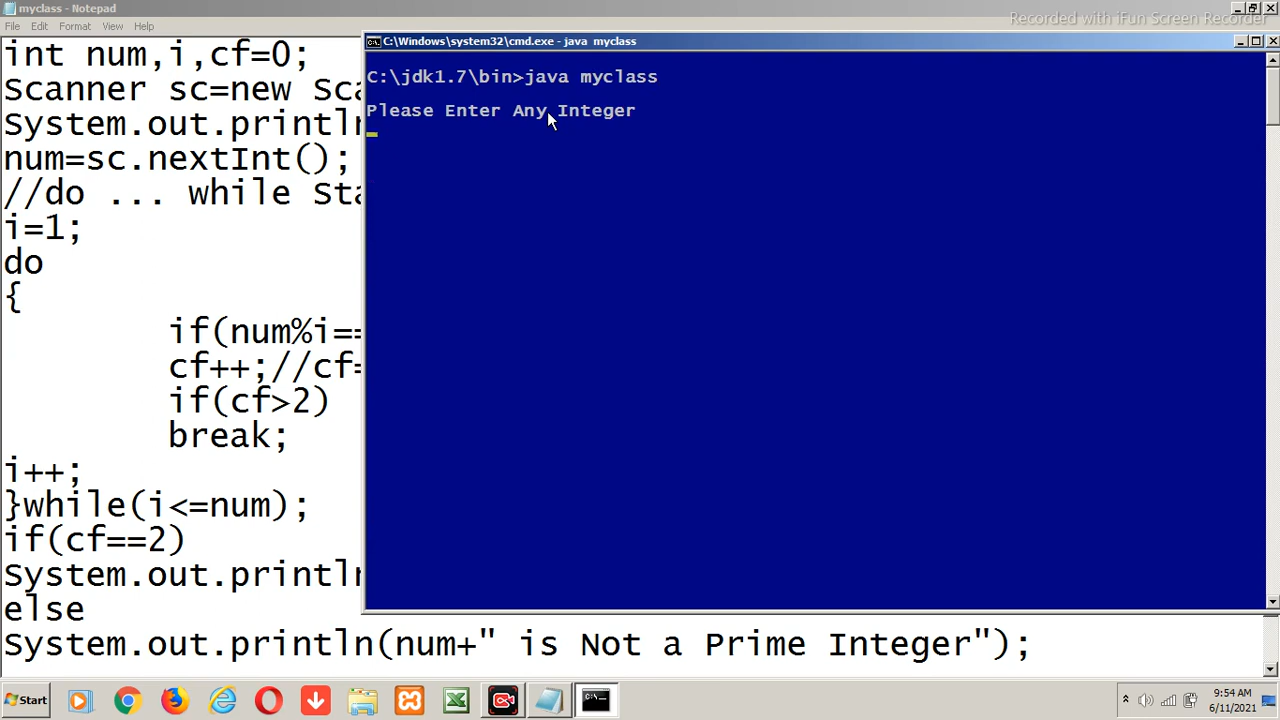 myclass - Notepad
File Edit Format View Help
Recorded with iFun Screen Recorder
int num,i,cf=0;
Scanner sc=new Sca
System.out.println
num=sc.nextInt();
//do ... while Sta
i=1;
do
{
if(num%i==
cf++;//cf=
if(cf>2)
break;
i++;
}while(i<=num);
if(cf==2)
System.out.println
else
System.out.println(num+" is Not a Prime Integer");
C:\Windows\system32\cmd.exe - java myclass
C:\jdk1.7\bin>java myclass
Please Enter Any Integer
Start
9:54 AM
6/11/2021